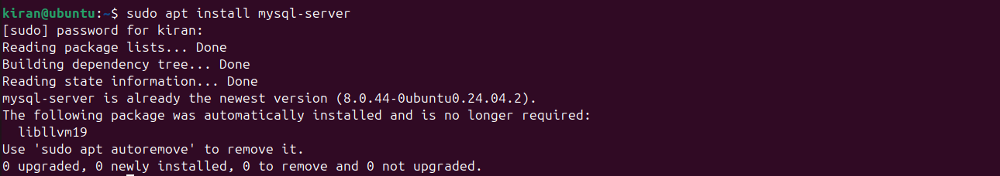 kiran@ubuntu:~$ sudo apt install mysql-server
[sudo] password for kiran:
Reading package lists... Done
Building dependency tree... Done
Reading state information... Done
mysql-server is already the newest version (8.0.44-0ubuntu0.24.04.2).
The following package was automatically installed and is no longer required:
  libllvm19
Use 'sudo apt autoremove' to remove it.
0 upgraded, 0 newly installed, 0 to remove and 0 not upgraded.